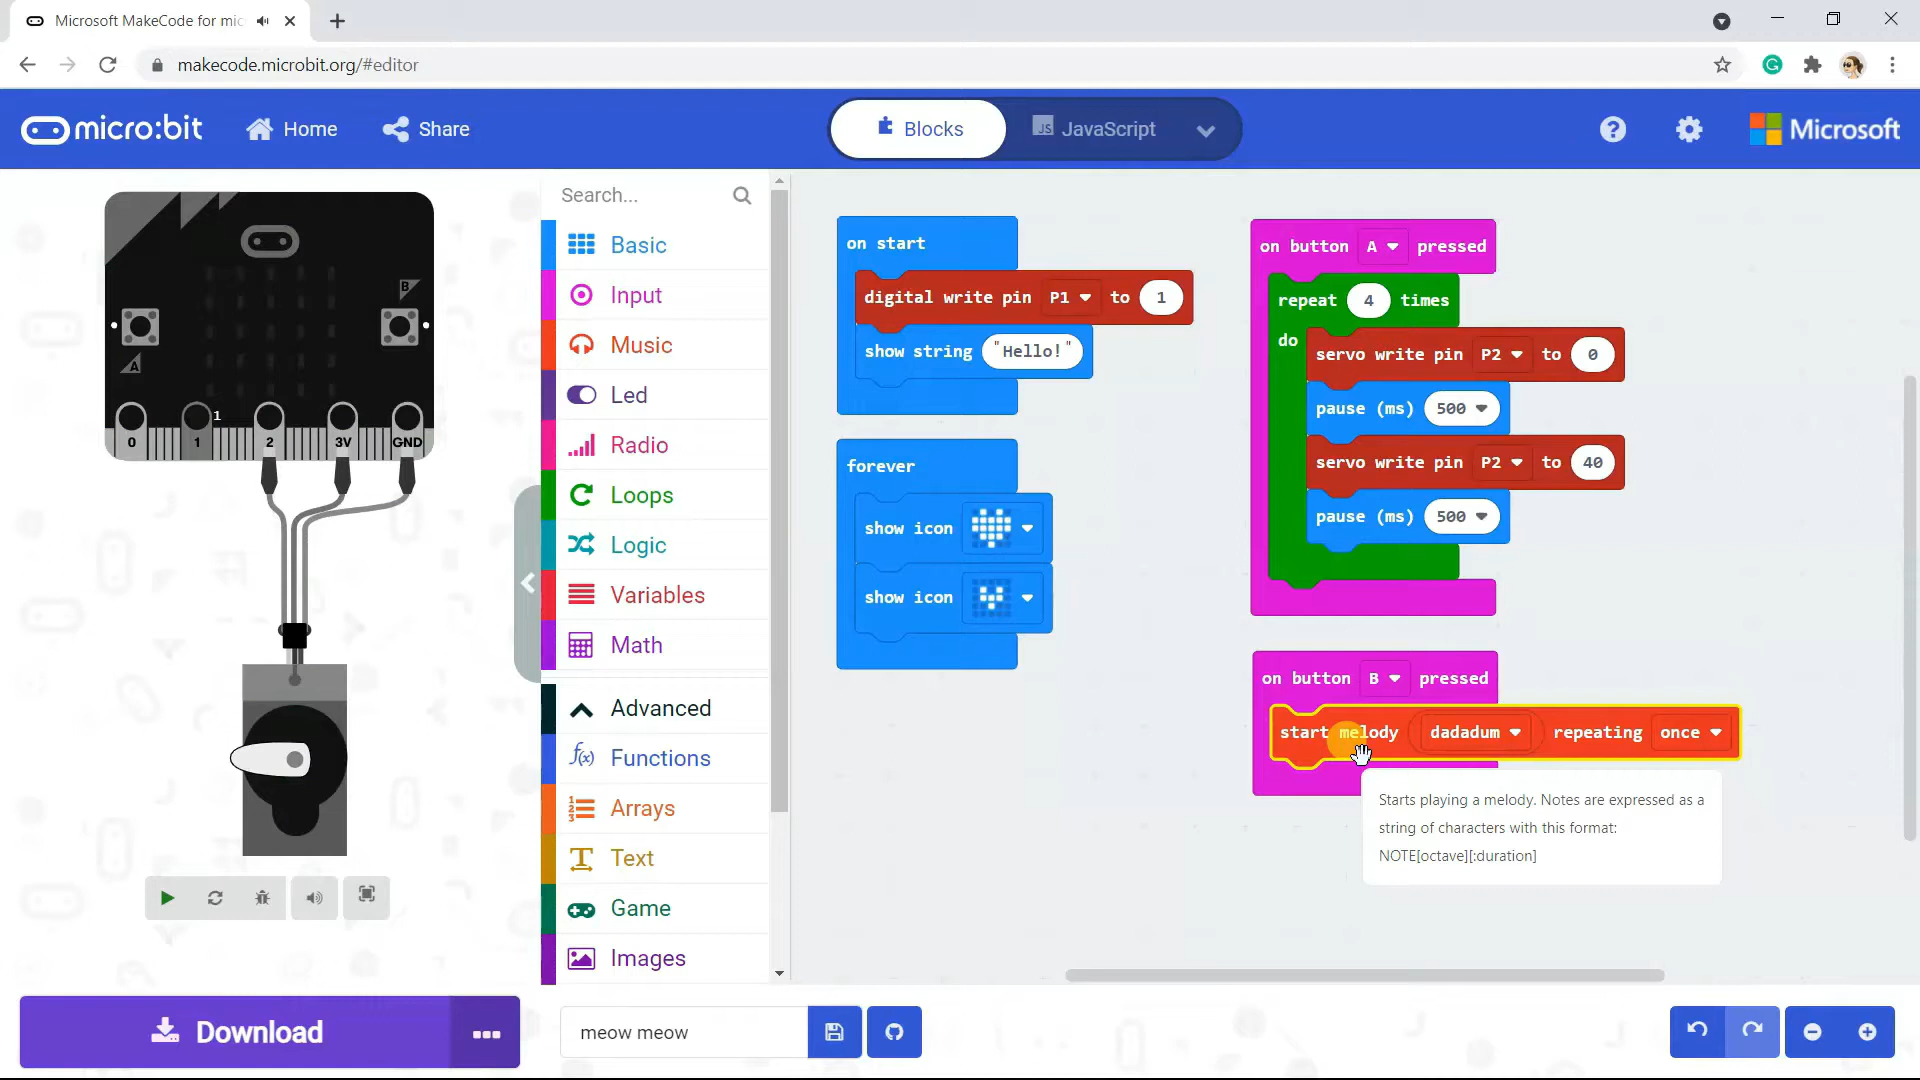 Microsoft MakeCode for mic
makecode.microbit.org/#editor
micro:bit
Home
Share
Blocks
JS JavaScript
Microsoft
B
A
1
0 1 2 3V GND
Search...
Basic
Input
Music
Led
Radio
Loops
Logic
Variables
Math
Advanced
Functions
Arrays
Text
Game
Images
on start
digital write pin P1 to 1
show string "Hello!"
forever
show icon
show icon
on button A pressed
repeat 4 times
do servo write pin P2 to 0
pause (ms) 500
servo write pin P2 to 40
pause (ms) 500
on button B pressed
start melody dadadum repeating once
Starts playing a melody. Notes are expressed as a
string of characters with this format:
NOTE[octave][:duration]
Download
meow meow